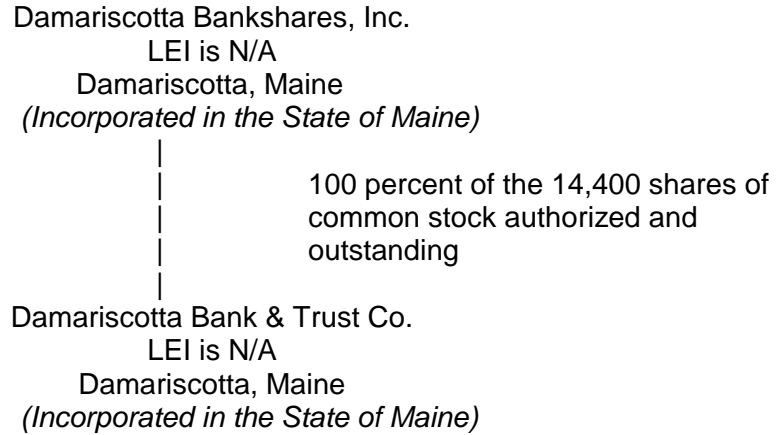 Damariscotta Bankshares, Inc.
LEI is N/A
Damariscotta, Maine
(Incorporated in the State of Maine)
|
| 100 percent of the 14,400 shares of
| common stock authorized and
| outstanding
|
Damariscotta Bank & Trust Co.
LEI is N/A
Damariscotta, Maine
(Incorporated in the State of Maine)